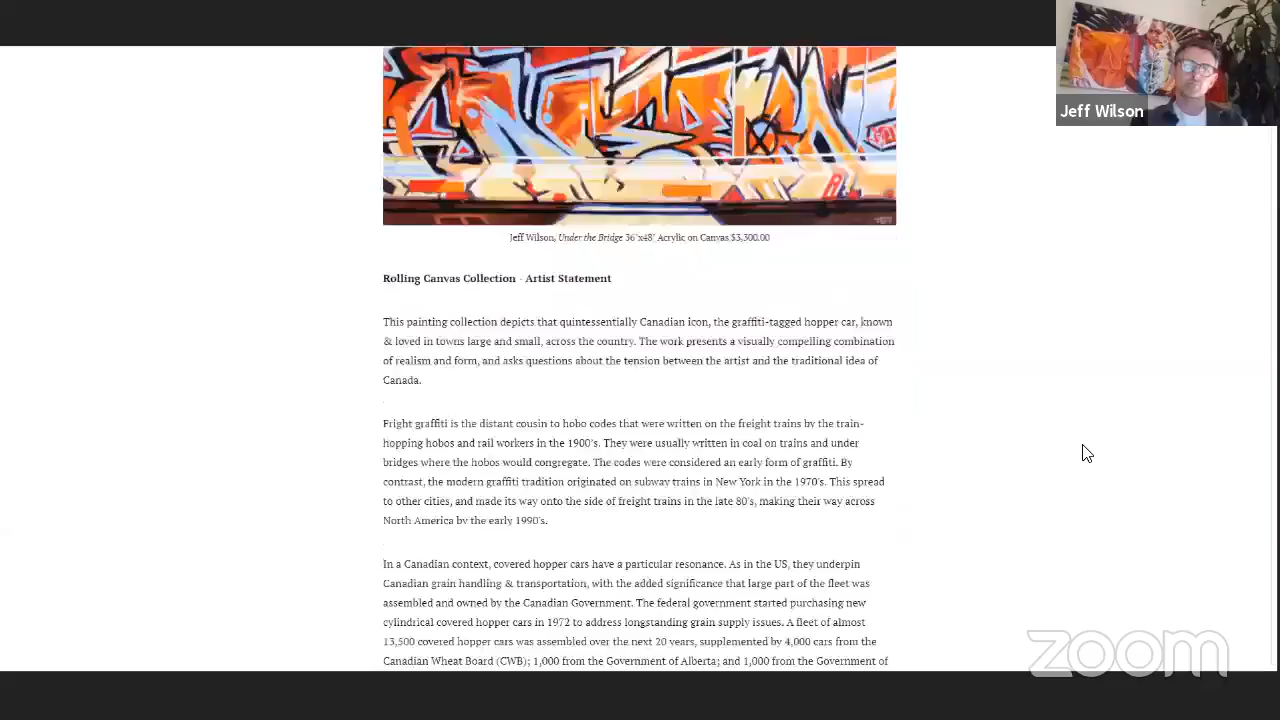 Jeff Wilson
Jeff Wilson, Under the Bridge 36"x48" Acrylic on Canvas $3,300.00
Rolling Canvas Collection - Artist Statement
This painting collection depicts that quintessentially Canadian icon, the graffiti-tagged hopper car, known
& loved in towns large and small, across the country. The work presents a visually compelling combination
of realism and form, and asks questions about the tension between the artist and the traditional idea of
Canada.
Fright graffiti is the distant cousin to hobo codes that were written on the freight trains by the train-
hopping hobos and rail workers in the 1900's. They were usually written in coal on trains and under
bridges where the hobos would congregate. The codes were considered an early form of graffiti. By
contrast, the modern graffiti tradition originated on subway trains in New York in the 1970's. This spread
to other cities, and made its way onto the side of freight trains in the late 80's, making their way across
North America by the early 1990's.
In a Canadian context, covered hopper cars have a particular resonance. As in the US, they underpin
Canadian grain handling & transportation, with the added significance that large part of the fleet was
assembled and owned by the Canadian Government. The federal government started purchasing new
cylindrical covered hopper cars in 1972 to address longstanding grain supply issues. A fleet of almost
13,500 covered hopper cars was assembled over the next 20 years, supplemented by 4,000 cars from the
Canadian Wheat Board (CWB); 1,000 from the Government of Alberta; and 1,000 from the Government of
zoom